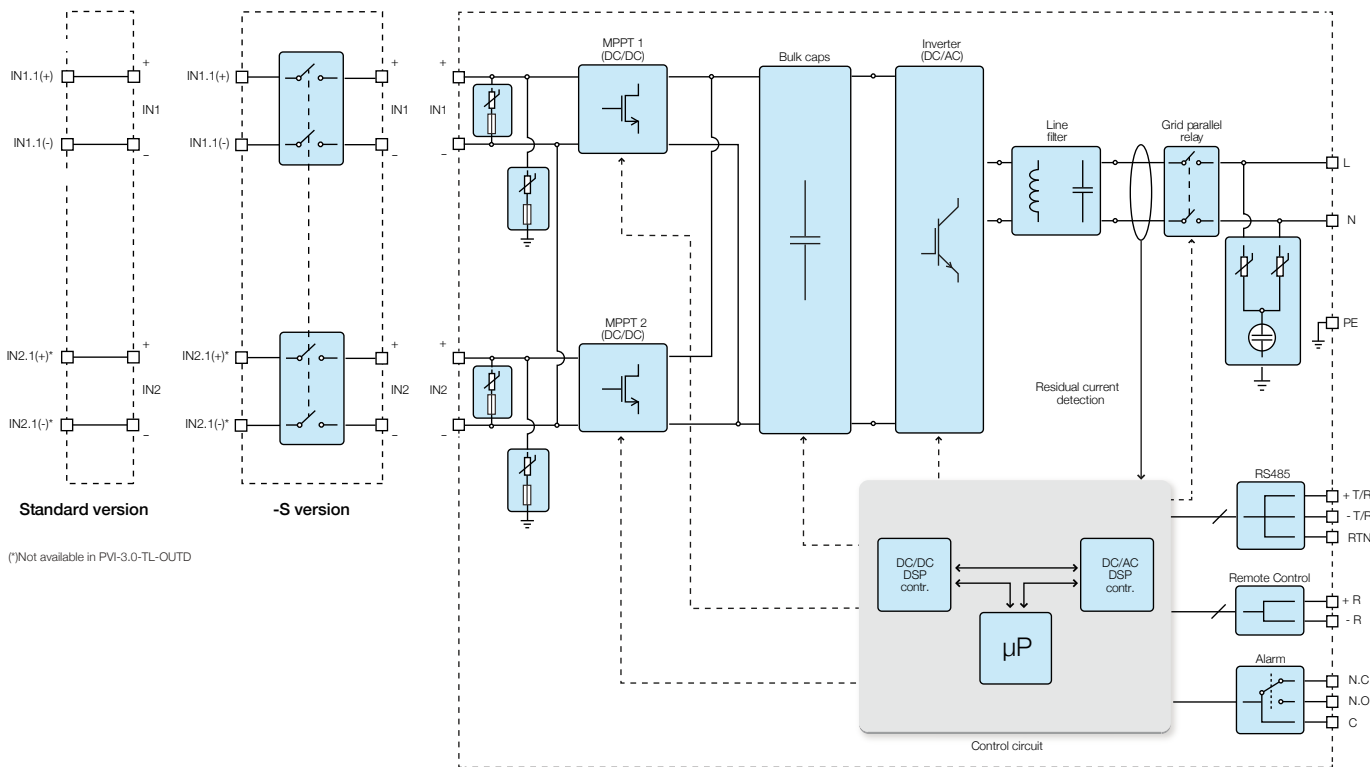 IN1.1(+)
+
IN1
IN1.1(-)
−
IN2.1(+)*
+
IN2
IN2.1(-)*
−
Standard version
(*)Not available in PVI-3.0-TL-OUTD
IN1.1(+)
+
IN1
IN1.1(-)
−
IN2.1(+)*
+
IN2
IN2.1(-)*
−
-S version
+
IN1
−
+
IN2
−
MPPT 1
(DC/DC)
MPPT 2
(DC/DC)
Bulk caps
Inverter
(DC/AC)
Line
filter
Grid parallel
relay
L
N
PE
Residual current
detection
DC/DC
DSP
contr.
DC/AC
DSP
contr.
µP
Control circuit
RS485
+ T/R
- T/R
RTN
Remote Control
+ R
- R
Alarm
N.C
N.O
C